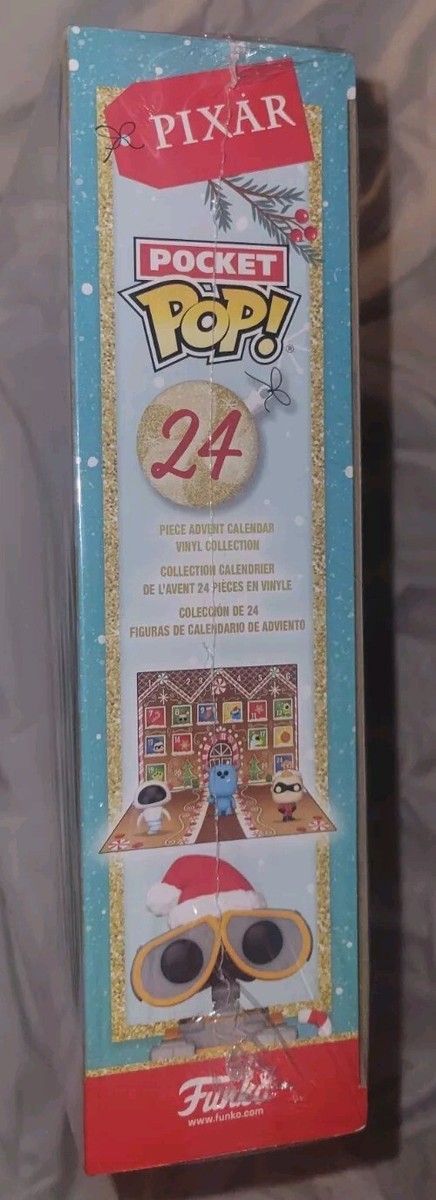 PIXAR
POCKET
POP!
®
24
PIECE ADVENT CALENDAR
VINYL COLLECTION
COLLECTION CALENDRIER
DE L'AVENT 24 PIÈCES EN VINYLE
COLECCIÓN DE 24
FIGURAS DE CALENDARIO DE ADVIENTO
Funko
www.funko.com